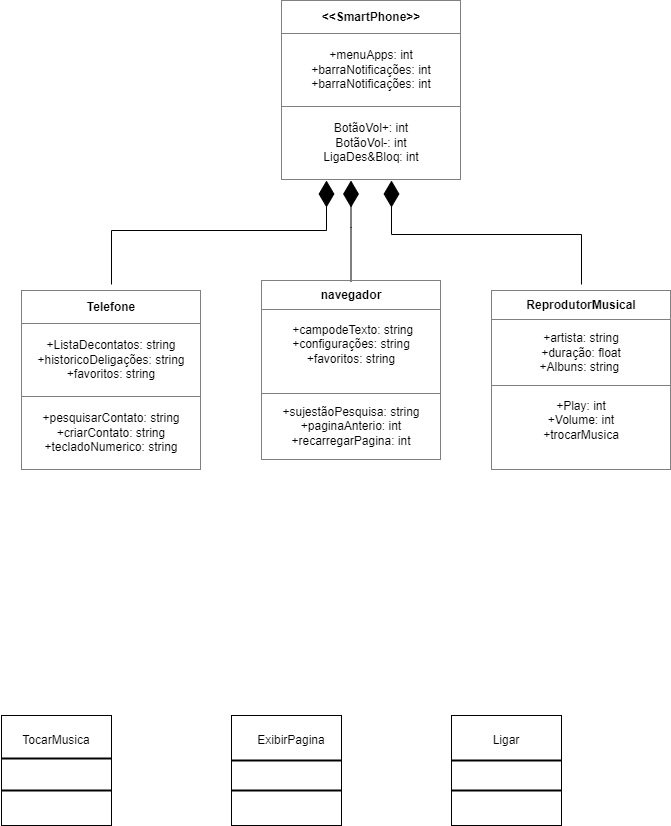 <<SmartPhone>>
+menuApps: int
+barraNotificações: int
+barraNotificações: int
BotãoVol+: int
BotãoVol-: int
LigaDes&Bloq: int
Telefone
+ListaDecontatos: string
+historicoDeligações: string
+favoritos: string
+pesquisarContato: string
+criarContato: string
+tecladoNumerico: string
navegador
+campodeTexto: string
+configurações: string
+favoritos: string
+sujestãoPesquisa: string
+paginaAnterio: int
+recarregarPagina: int
ReprodutorMusical
+artista: string
+duração: float
+Albuns: string
+Play: int
+Volume: int
+trocarMusica
TocarMusica
ExibirPagina
Ligar